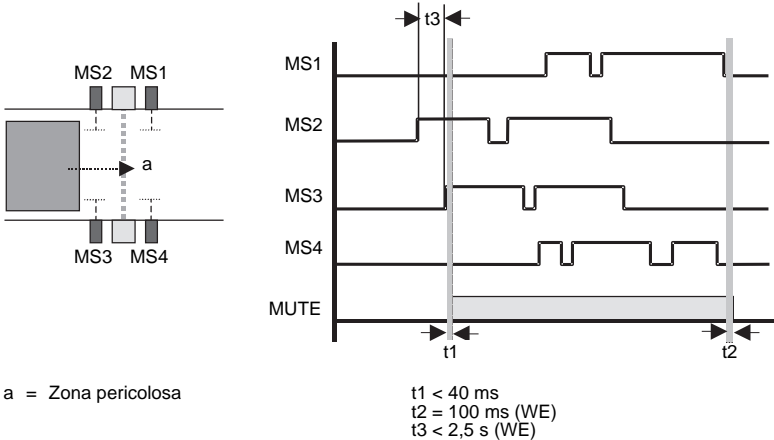 t3
MS2 MS1
a
MS3 MS4
MS1
MS2
MS3
MS4
MUTE
t1 t2
a = Zona pericolosa
t1 < 40 ms
t2 = 100 ms (WE)
t3 < 2,5 s (WE)